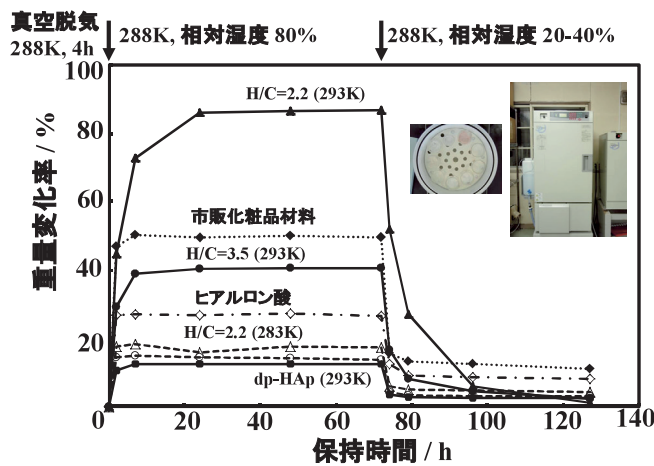 真空脱気
288K, 4h
288K, 相対湿度 80%
288K, 相対湿度 20-40%
重量変化率 / %
100
80
60
40
20
0
H/C=2.2 (293K)
市販化粧品材料
H/C=3.5 (293K)
ヒアルロン酸
H/C=2.2 (283K)
dp-HAp (293K)
0
20
40
60
80
100
120
140
保持時間 / h